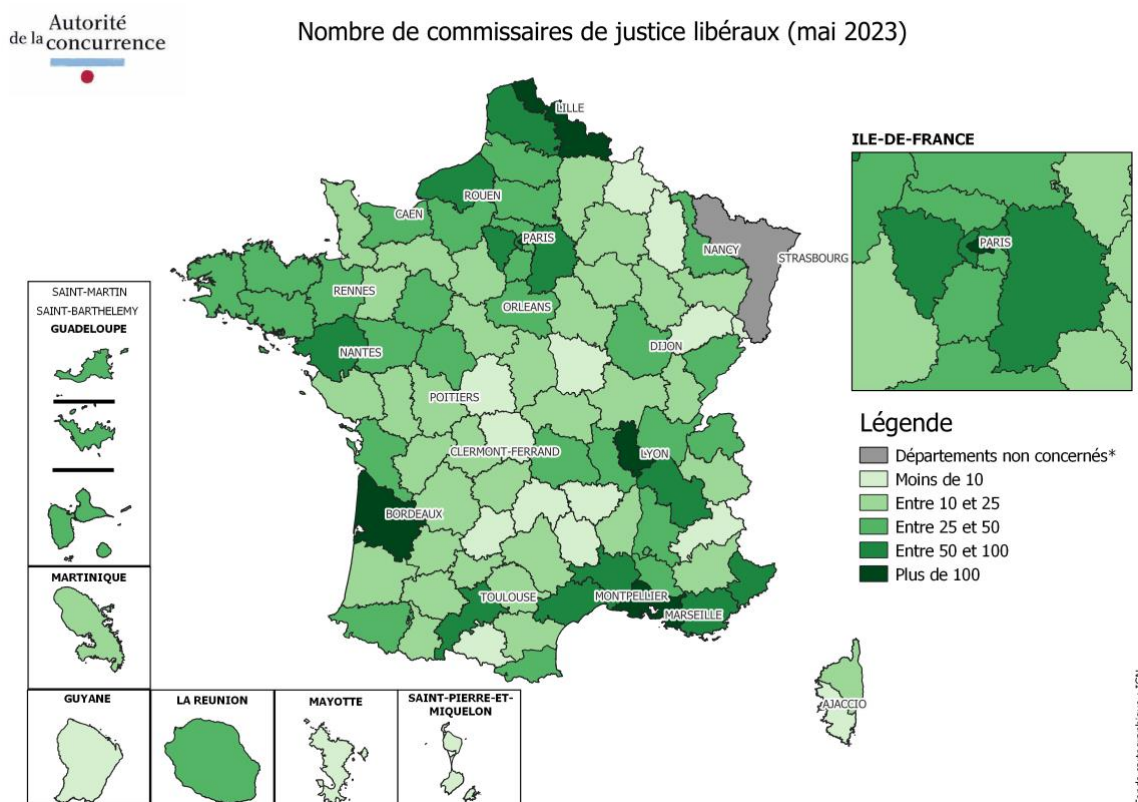 Autorité
de la concurrence
Nombre de commissaires de justice libéraux (mai 2023)
LILLE
ROUEN
CAEN
PARIS
NANCY
STRASBOURG
RENNES
ORLEANS
NANTES
DIJON
POITIERS
CLERMONT-FERRAND
LYON
BORDEAUX
TOULOUSE
MONTPELLIER
MARSEILLE
AJACCIO
ILE-DE-FRANCE
PARIS
Légende
Départements non concernés*
Moins de 10
Entre 10 et 25
Entre 25 et 50
Entre 50 et 100
Plus de 100
SAINT-MARTIN
SAINT-BARTHELEMY
GUADELOUPE
MARTINIQUE
GUYANE
LA REUNION
MAYOTTE
SAINT-PIERRE-ET-
MIQUELON